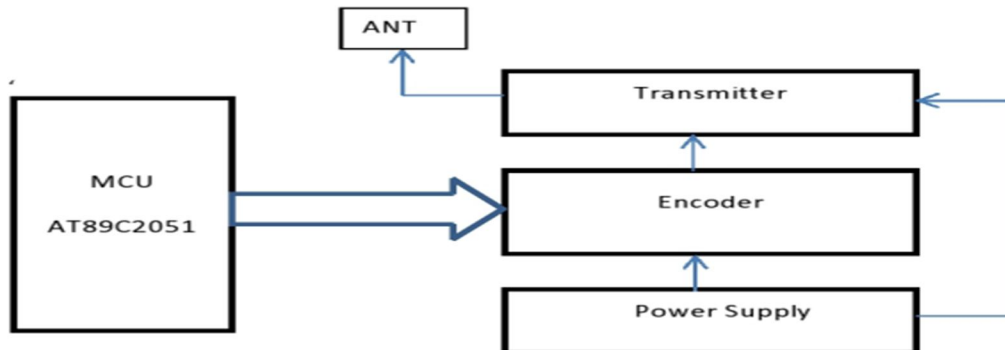 ANT
Transmitter
MCU
AT89C2051
Encoder
Power Supply